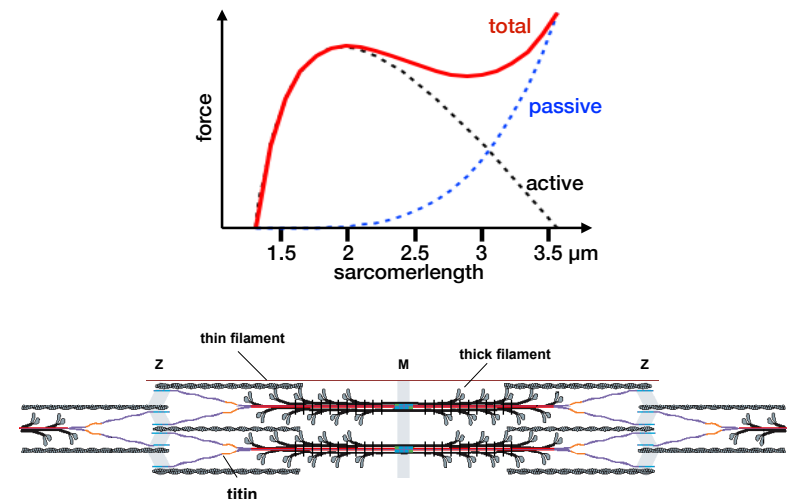 total
force
passive
active
1.5 2 2.5 3 3.5 µm
sarcomerlength
thin filament
Z M thick filament Z
titin